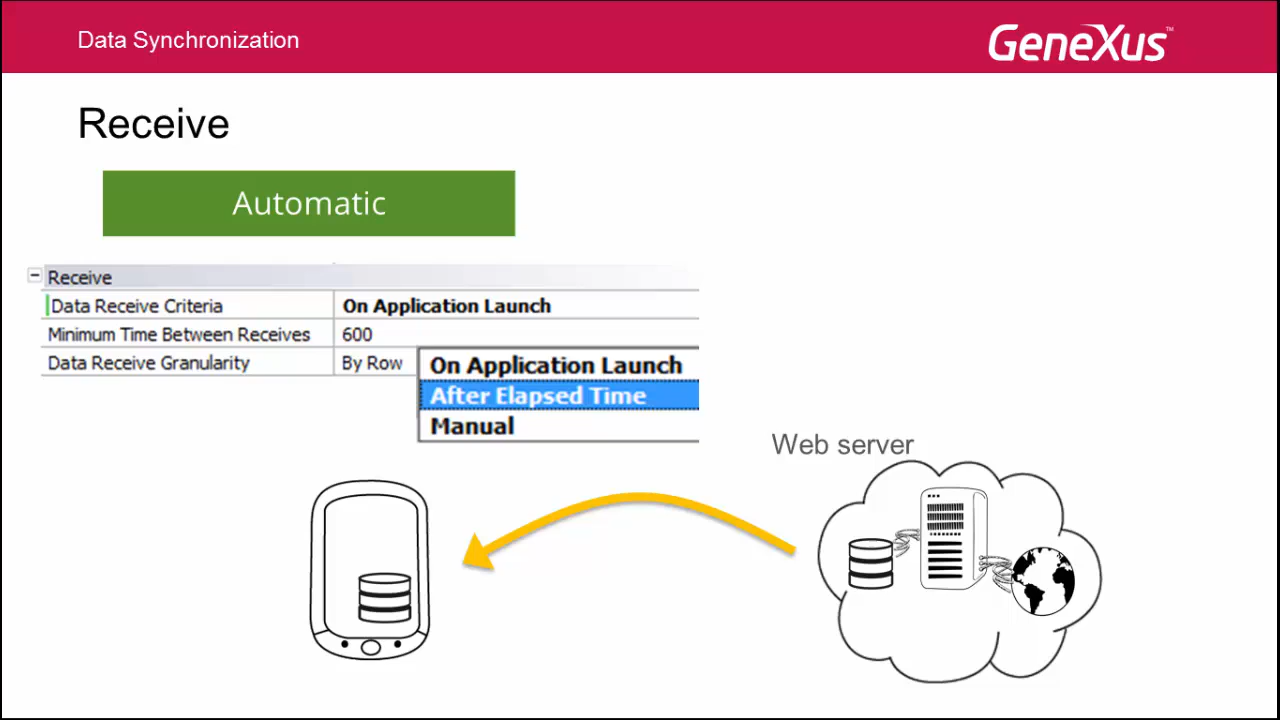 Data Synchronization
GeneXus™
Receive
Automatic
Receive
Data Receive Criteria On Application Launch
Minimum Time Between Receives 600
Data Receive Granularity By Row
On Application Launch
After Elapsed Time
Manual
Web server